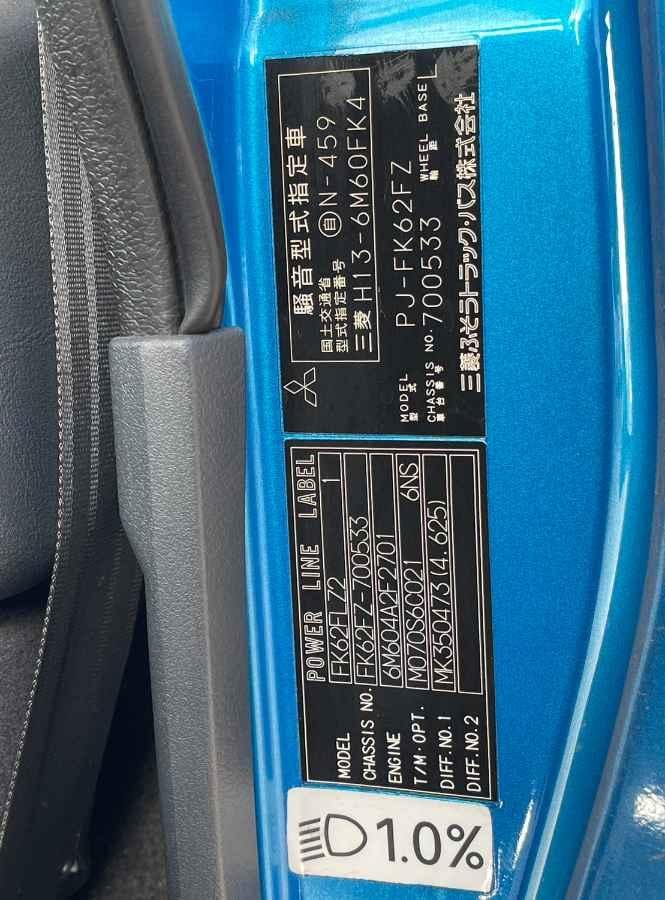 騒音型式指定車
国土交通省
型式指定番号 自 N-459
三菱 H13-6M60FK4
MODEL
型 式 PJ-FK62FZ
CHASSIS NO. 700533 WHEEL BASE L
車台番号 軸 距
三菱ふそうトラック・バス株式会社
POWER LINE LABEL
MODEL FK62FLZ2 1
CHASSIS NO. FK62FZ-700533
ENGINE 6M604A2F2701
T/M·OPT. M070S6C021 6NS
DIFF.NO.1 MK350473(4.625)
DIFF.NO.2
1.0%